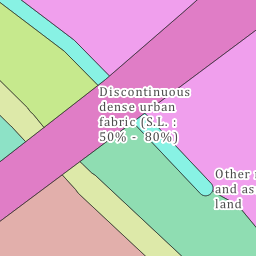 Discontinuous
dense urban
fabric (S.L. :
50% - 80%)
Other
and as
land